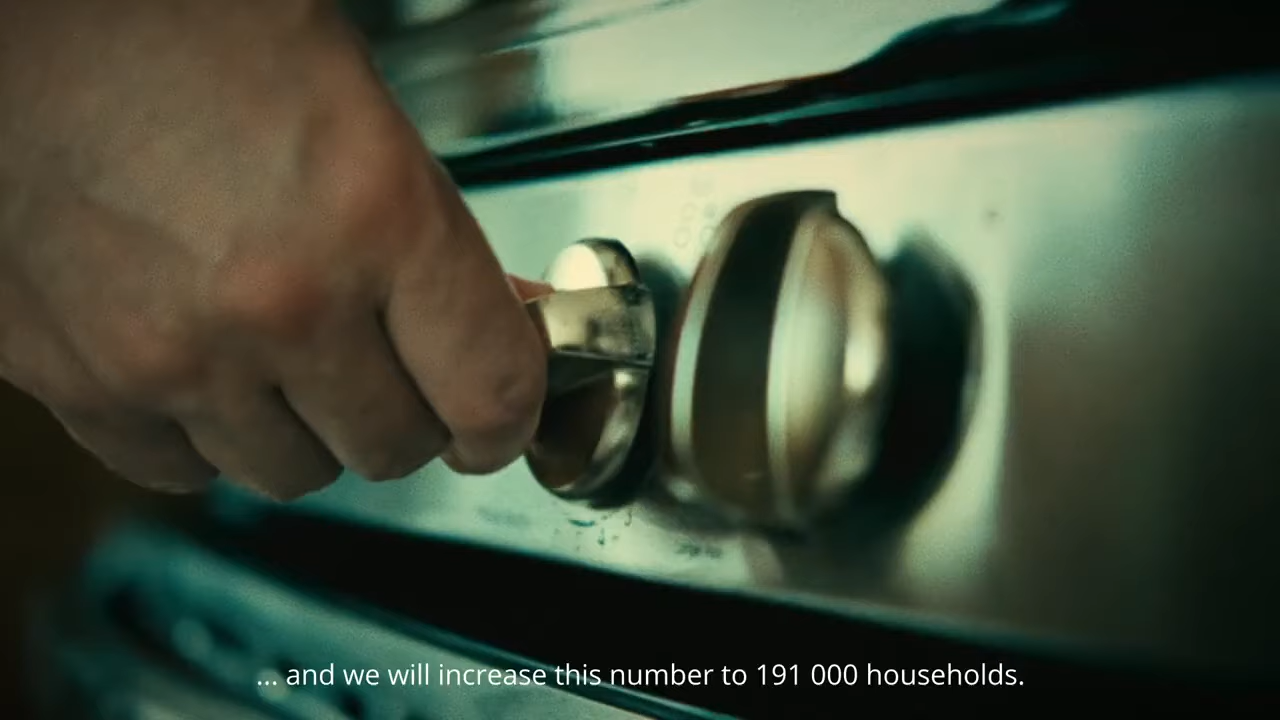 ... and we will increase this number to 191 000 households.